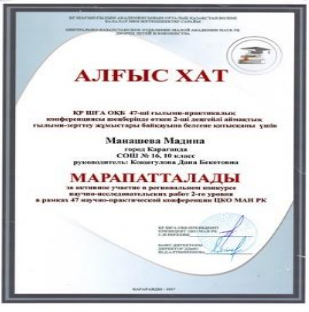 АЛҒЫС ХАТ
ҚР ШҒА ОҚБ 47-ші ғылыми-практикалық
конференциясы шеңберінде өткен 2-ші деңгейлі аймақтық
ғылыми-зерттеу жұмыстары байқауына белсене қатысқаны үшін
Манашева Мадина
город Караганда
СОШ № 16, 10 класс
руководитель: Кокцегулова Дана Бекетовна
МАРАПАТТАЛАДЫ
за активное участие в региональном конкурсе
научно-исследовательских работ 2-го уровня
в рамках 47 научно-практической конференции ЦКО МАН РК